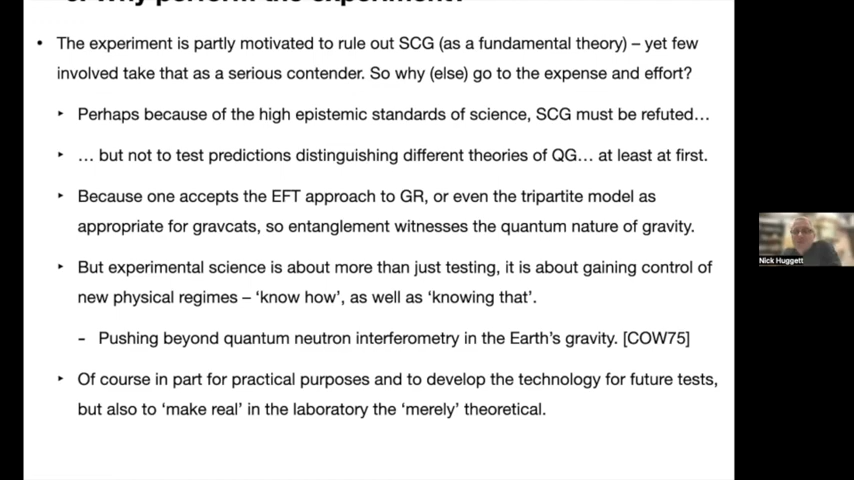 • The experiment is partly motivated to rule out SCG (as a fundamental theory) – yet few
involved take that as a serious contender. So why (else) go to the expense and effort?
‣ Perhaps because of the high epistemic standards of science, SCG must be refuted…
‣ … but not to test predictions distinguishing different theories of QG… at least at first.
‣ Because one accepts the EFT approach to GR, or even the tripartite model as
appropriate for gravcats, so entanglement witnesses the quantum nature of gravity.
‣ But experimental science is about more than just testing, it is about gaining control of
new physical regimes – ‘know how’, as well as ‘knowing that’.
- Pushing beyond quantum neutron interferometry in the Earth’s gravity. [COW75]
‣ Of course in part for practical purposes and to develop the technology for future tests,
but also to ‘make real’ in the laboratory the ‘merely’ theoretical.
Nick Huggett